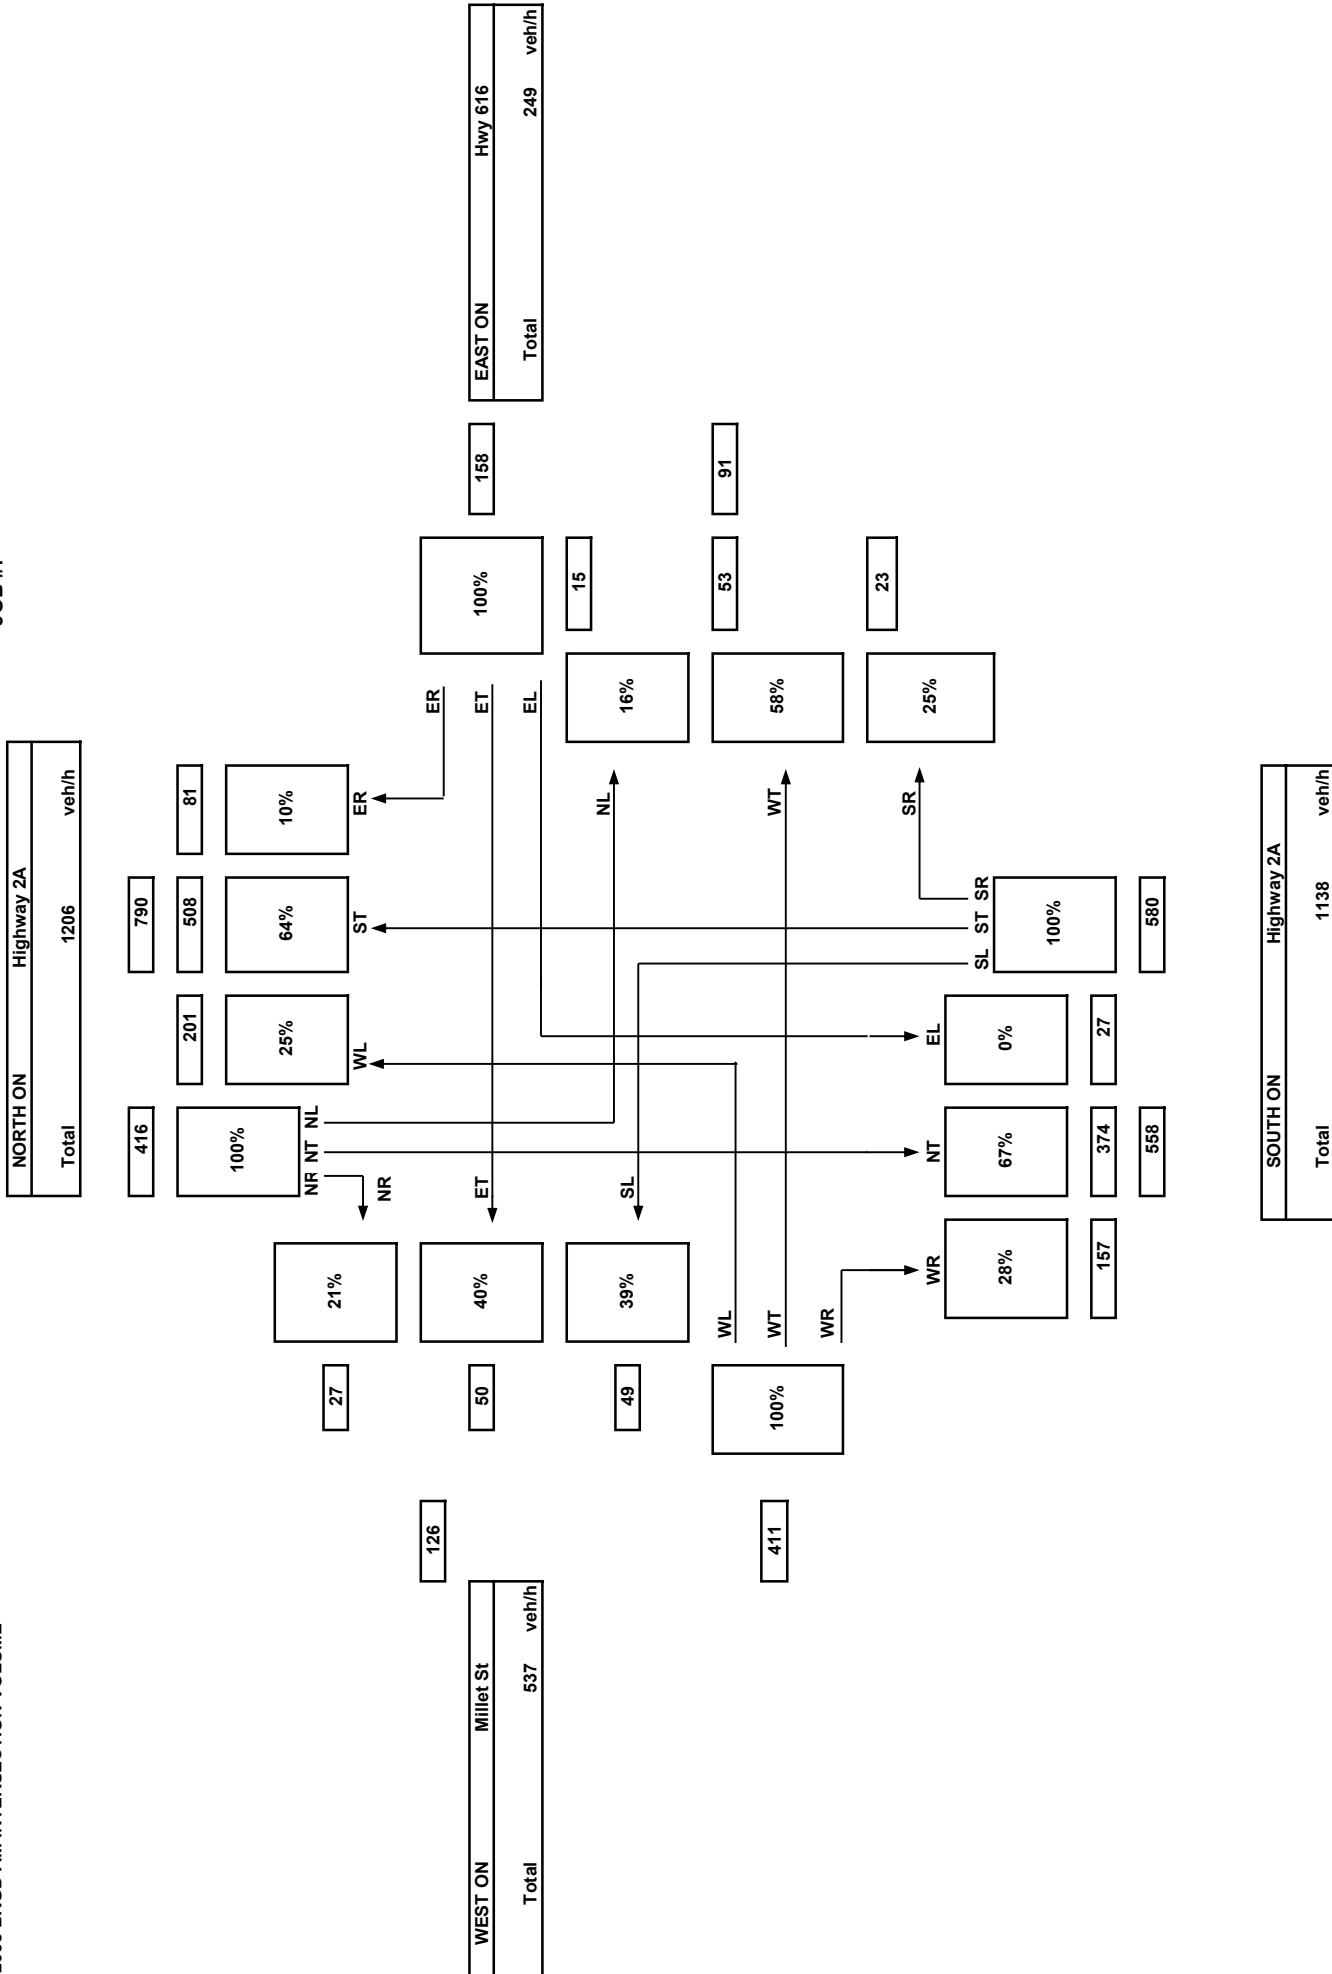 NORTH ON Highway 2A
Total 1206 veh/h
416 790
201 508 81
100%
25% 64% 10%
NR NT NL
27 21%
WL ST ER
NR
126 ER
WEST ON Millet St 50 40% ET ET 100% 158 EAST ON Hwy 616
Total 537 veh/h EL Total 249 veh/h
15
NL
49 39% SL 16%
WL 53 91
411 100% WT WT 58%
WR
23
SR
WR NT EL 25%
SL ST SR
28% 67% 0%
100%
157 374 27
558 580
SOUTH ON Highway 2A
Total 1138 veh/h